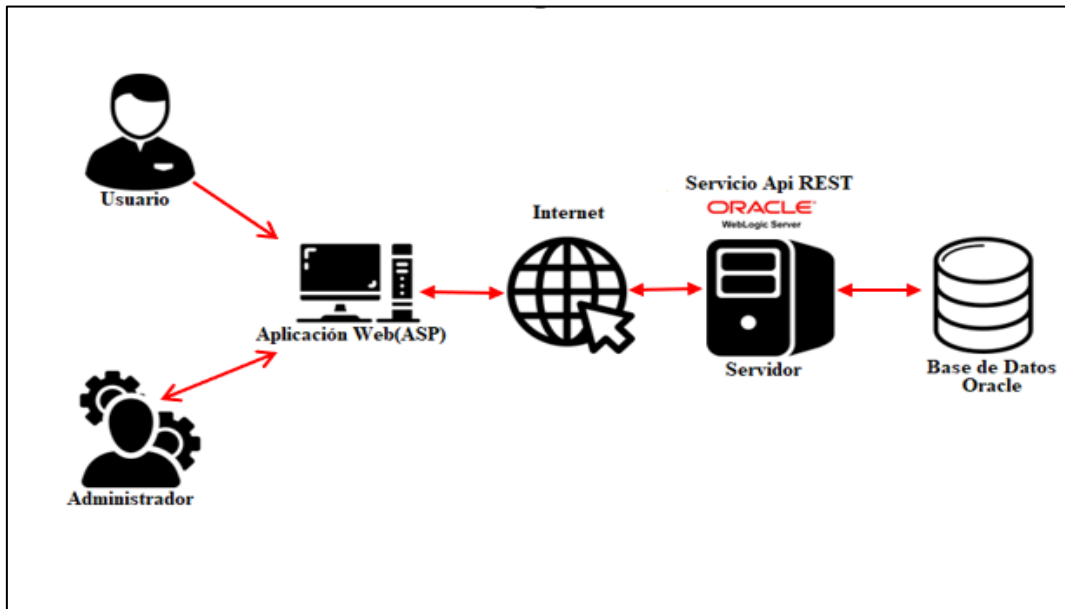 Usuario
Administrador
Aplicación Web(ASP)
Internet
Servicio Api REST
ORACLE
WebLogic Server
Servidor
Base de Datos
Oracle